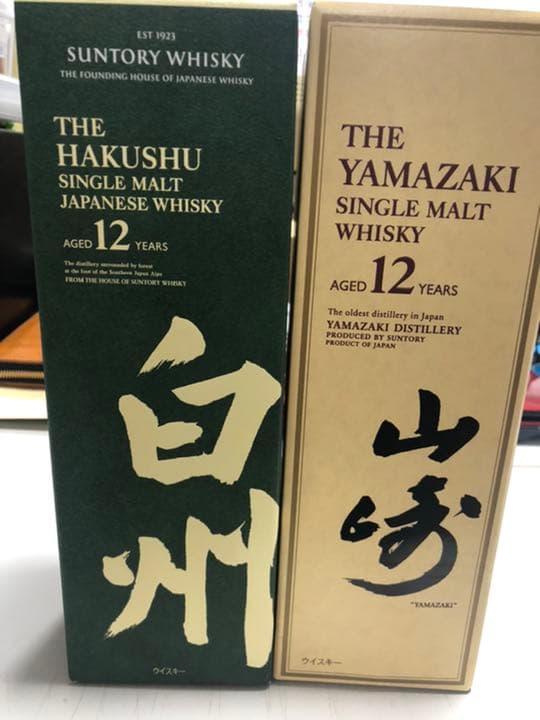 EST 1923
SUNTORY WHISKY
THE FOUNDING HOUSE OF JAPANESE WHISKY
THE
HAKUSHU
SINGLE MALT
JAPANESE WHISKY
AGED 12 YEARS
The distillery surrounded by forest
at the foot of the Southern Japan Alps
FROM THE HOUSE OF SUNTORY WHISKY
白
州
ウイスキー
THE
YAMAZAKI
SINGLE MALT
WHISKY
AGED 12 YEARS
The oldest distillery in Japan
YAMAZAKI DISTILLERY
PRODUCED BY SUNTORY
PRODUCT OF JAPAN
山
崎
"YAMAZAKI"
ウイスキー